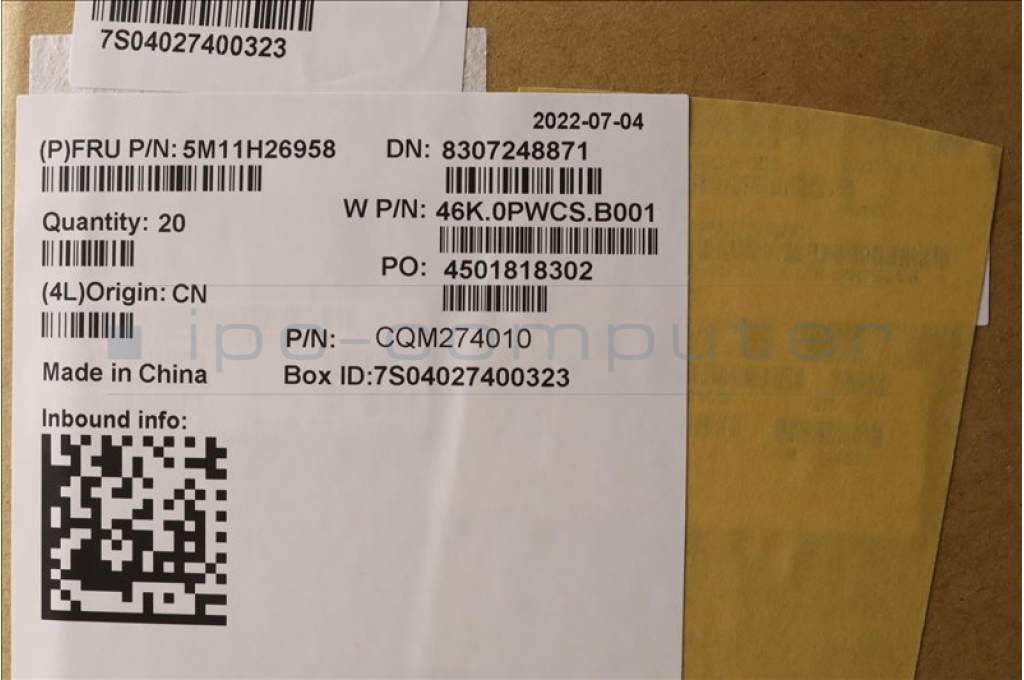 7S04027400323
2022-07-04
(P)FRU P/N: 5M11H26958 DN: 8307248871
W P/N: 46K.0PWCS.B001
Quantity: 20
PO: 4501818302
(4L)Origin: CN
ipc-computer
P/N: CQM274010
Made in China Box ID:7S04027400323
Inbound info: